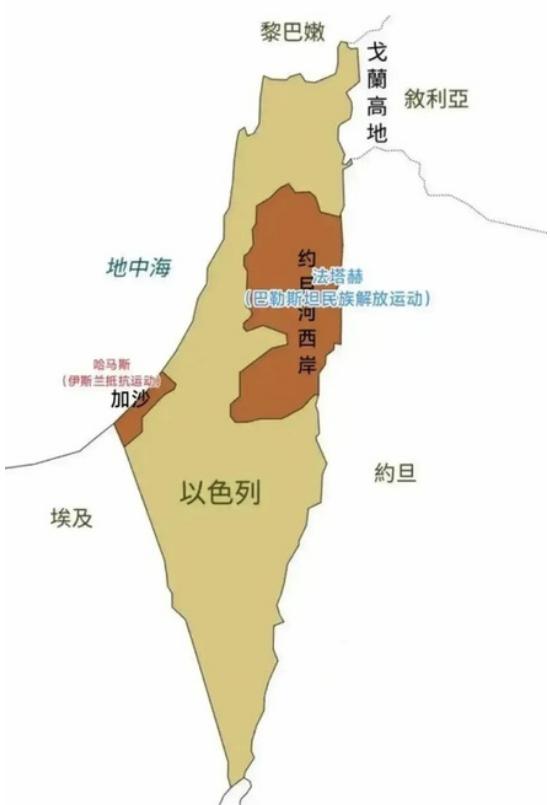 黎巴嫩
戈蘭高地
敘利亞
地中海
约旦河西岸
法塔赫
（巴勒斯坦民族解放运动）
哈马斯
（伊斯兰抵抗运动）
加沙
約旦
以色列
埃及